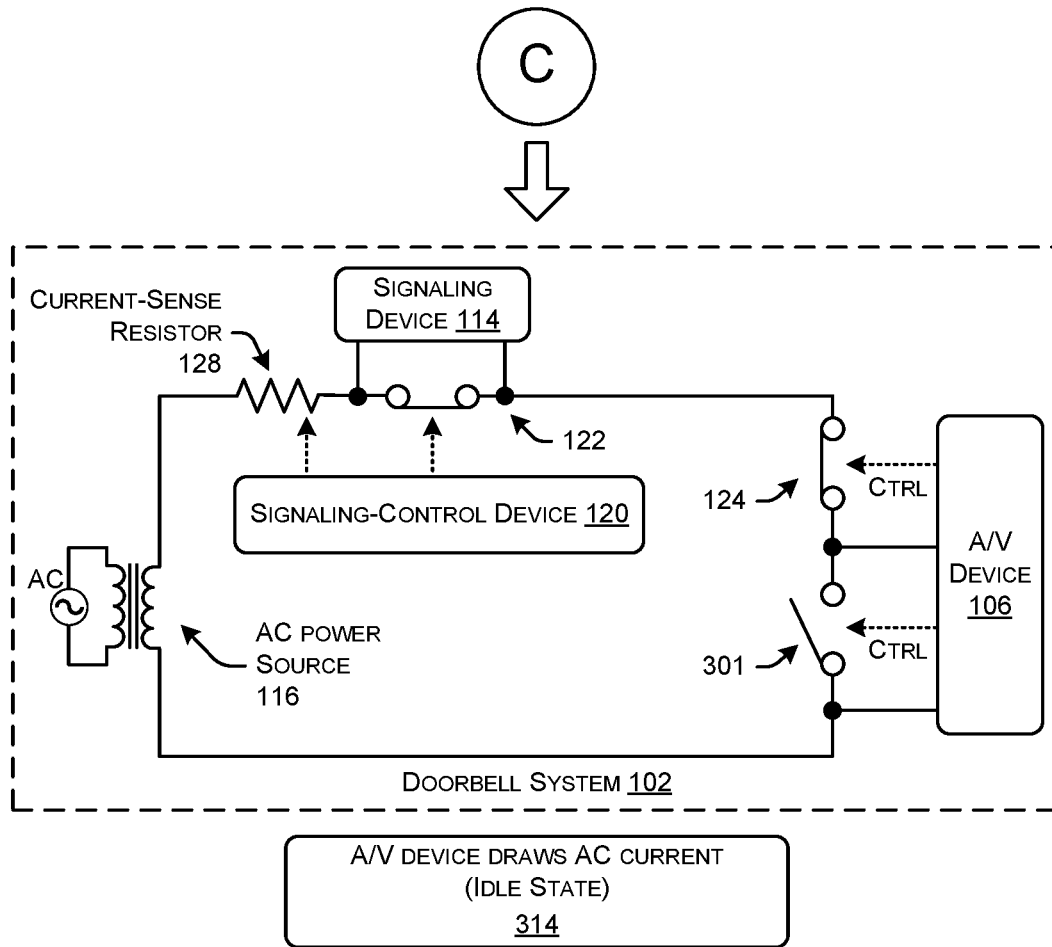 C
SIGNALING
DEVICE 114
CURRENT-SENSE
RESISTOR
128
122
SIGNALING-CONTROL DEVICE 120
124
CTRL
A/V
DEVICE
106
AC
AC POWER
SOURCE
116
301
CTRL
DOORBELL SYSTEM 102
A/V DEVICE DRAWS AC CURRENT
(IDLE STATE)
314